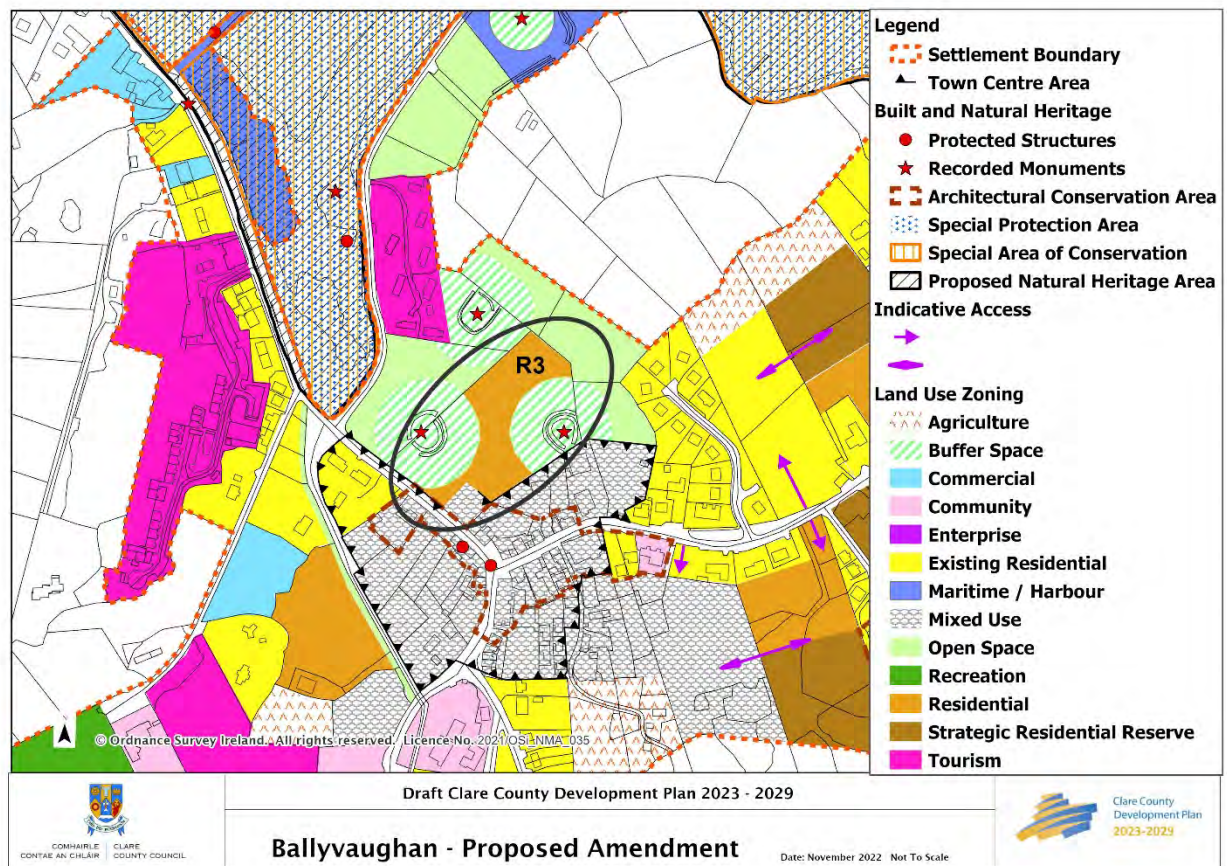 R3
© Ordnance Survey Ireland. All rights reserved. Licence No. 2021/OSi_NMA_035
Legend
Settlement Boundary
Town Centre Area
Built and Natural Heritage
Protected Structures
Recorded Monuments
Architectural Conservation Area
Special Protection Area
Special Area of Conservation
Proposed Natural Heritage Area
Indicative Access
Land Use Zoning
Agriculture
Buffer Space
Commercial
Community
Enterprise
Existing Residential
Maritime / Harbour
Mixed Use
Open Space
Recreation
Residential
Strategic Residential Reserve
Tourism
COMHAIRLE CLARE
CONTAE AN CHLÁIR COUNTY COUNCIL
Draft Clare County Development Plan 2023 - 2029
Ballyvaughan - Proposed Amendment
Date: November 2022 Not To Scale
Clare County
Development Plan
2023-2029